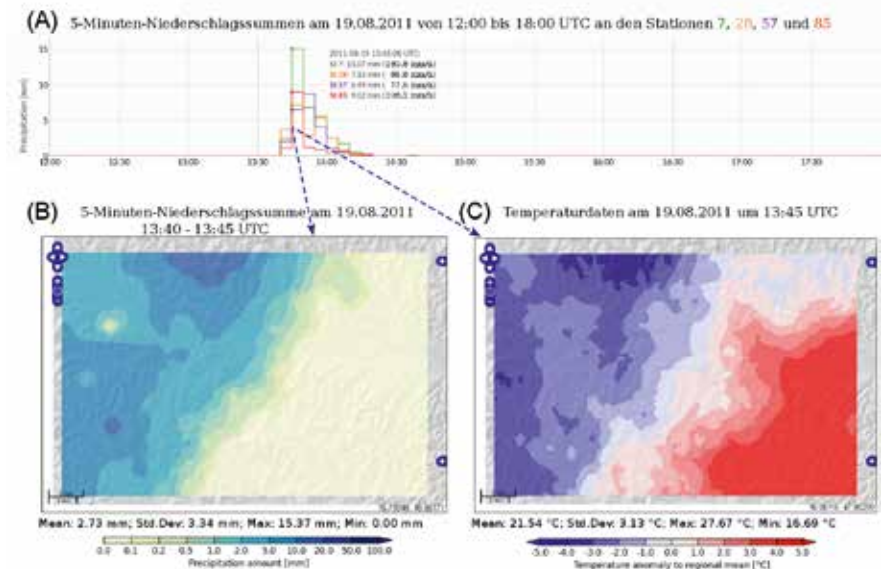 (A) 5-Minuten-Niederschlagssummen am 19.08.2011 von 12:00 bis 18:00 UTC an den Stationen 7, 28, 57 und 85
Precipitation [mm]
15
10
5
0
12:00 12:30 13:00 13:30 14:00 14:30 15:00 15:30 16:00 16:30 17:00 17:30
(B) 5-Minuten-Niederschlagssumme am 19.08.2011
13:40 - 13:45 UTC
(C) Temperaturdaten am 19.08.2011 um 13:45 UTC
Mean: 2.73 mm; Std.Dev: 3.34 mm; Max: 15.37 mm; Min: 0.00 mm
0.0 0.1 0.2 0.5 1.0 2.0 3.0 10.0 20.0 50.0 100.0
Precipitation amount [mm]
Mean: 21.54 °C; Std.Dev: 3.13 °C; Max: 27.67 °C; Min: 16.69 °C
-5.0 -4.0 -3.0 -2.0 -1.0 0.0 1.0 2.0 3.0 4.0 5.0
Temperature anomaly to regional mean [°C]